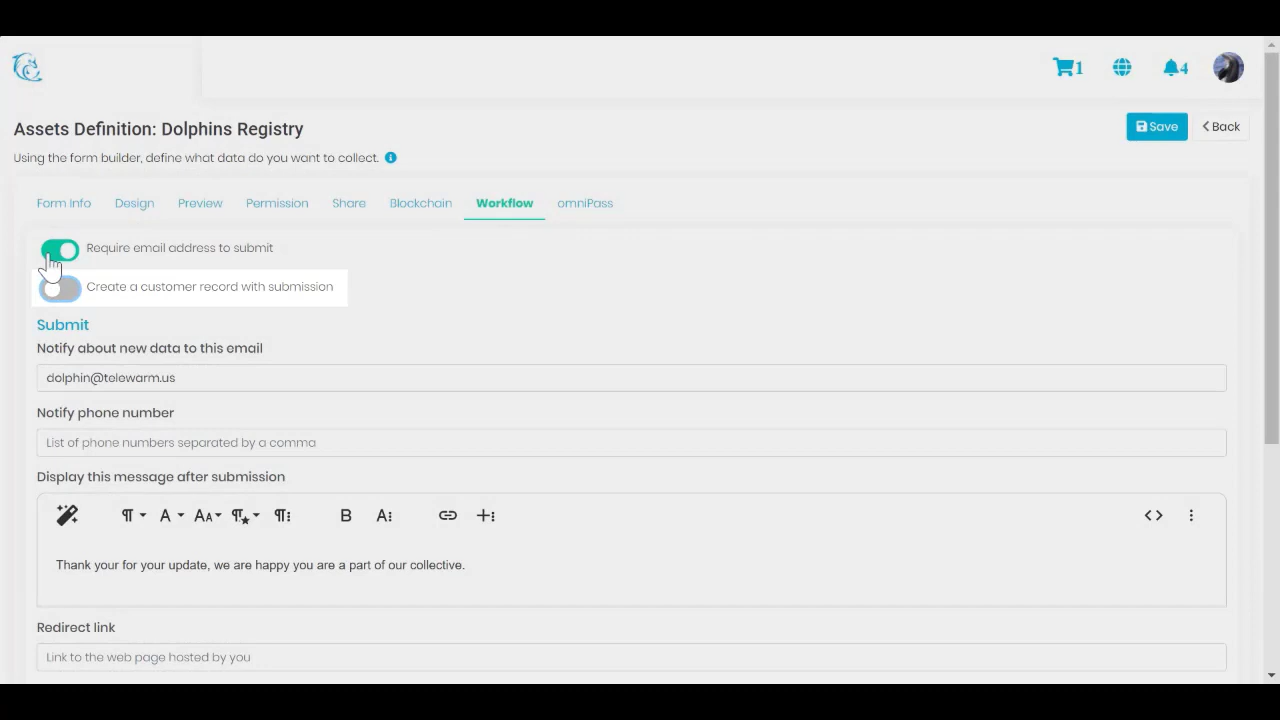 1
4
Assets Definition: Dolphins Registry
Save
Back
Using the form builder, define what data do you want to collect.
Form Info Design Preview Permission Share Blockchain Workflow omniPass
Require email address to submit
Create a customer record with submission
Submit
Notify about new data to this email
dolphin@telewarm.us
Notify phone number
List of phone numbers separated by a comma
Display this message after submission
Thank your for your update, we are happy you are a part of our collective.
Redirect link
Link to the web page hosted by you